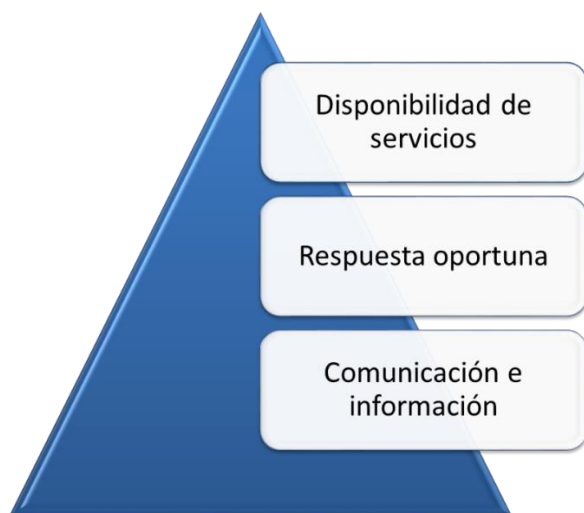 Disponibilidad de
servicios
Respuesta oportuna
Comunicación e
información